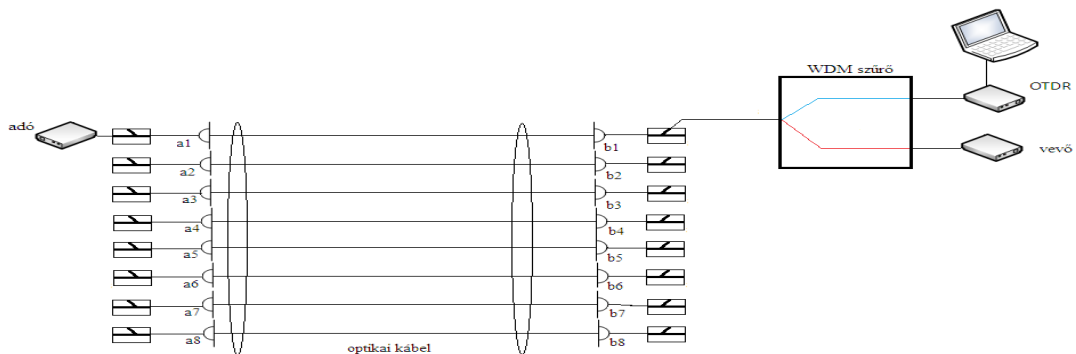 WDM szűrő
OTDR
adó
vevő
a1
b1
a2
b2
a3
b3
a4
b4
a5
b5
a6
b6
a7
b7
a8
b8
optikai kábel